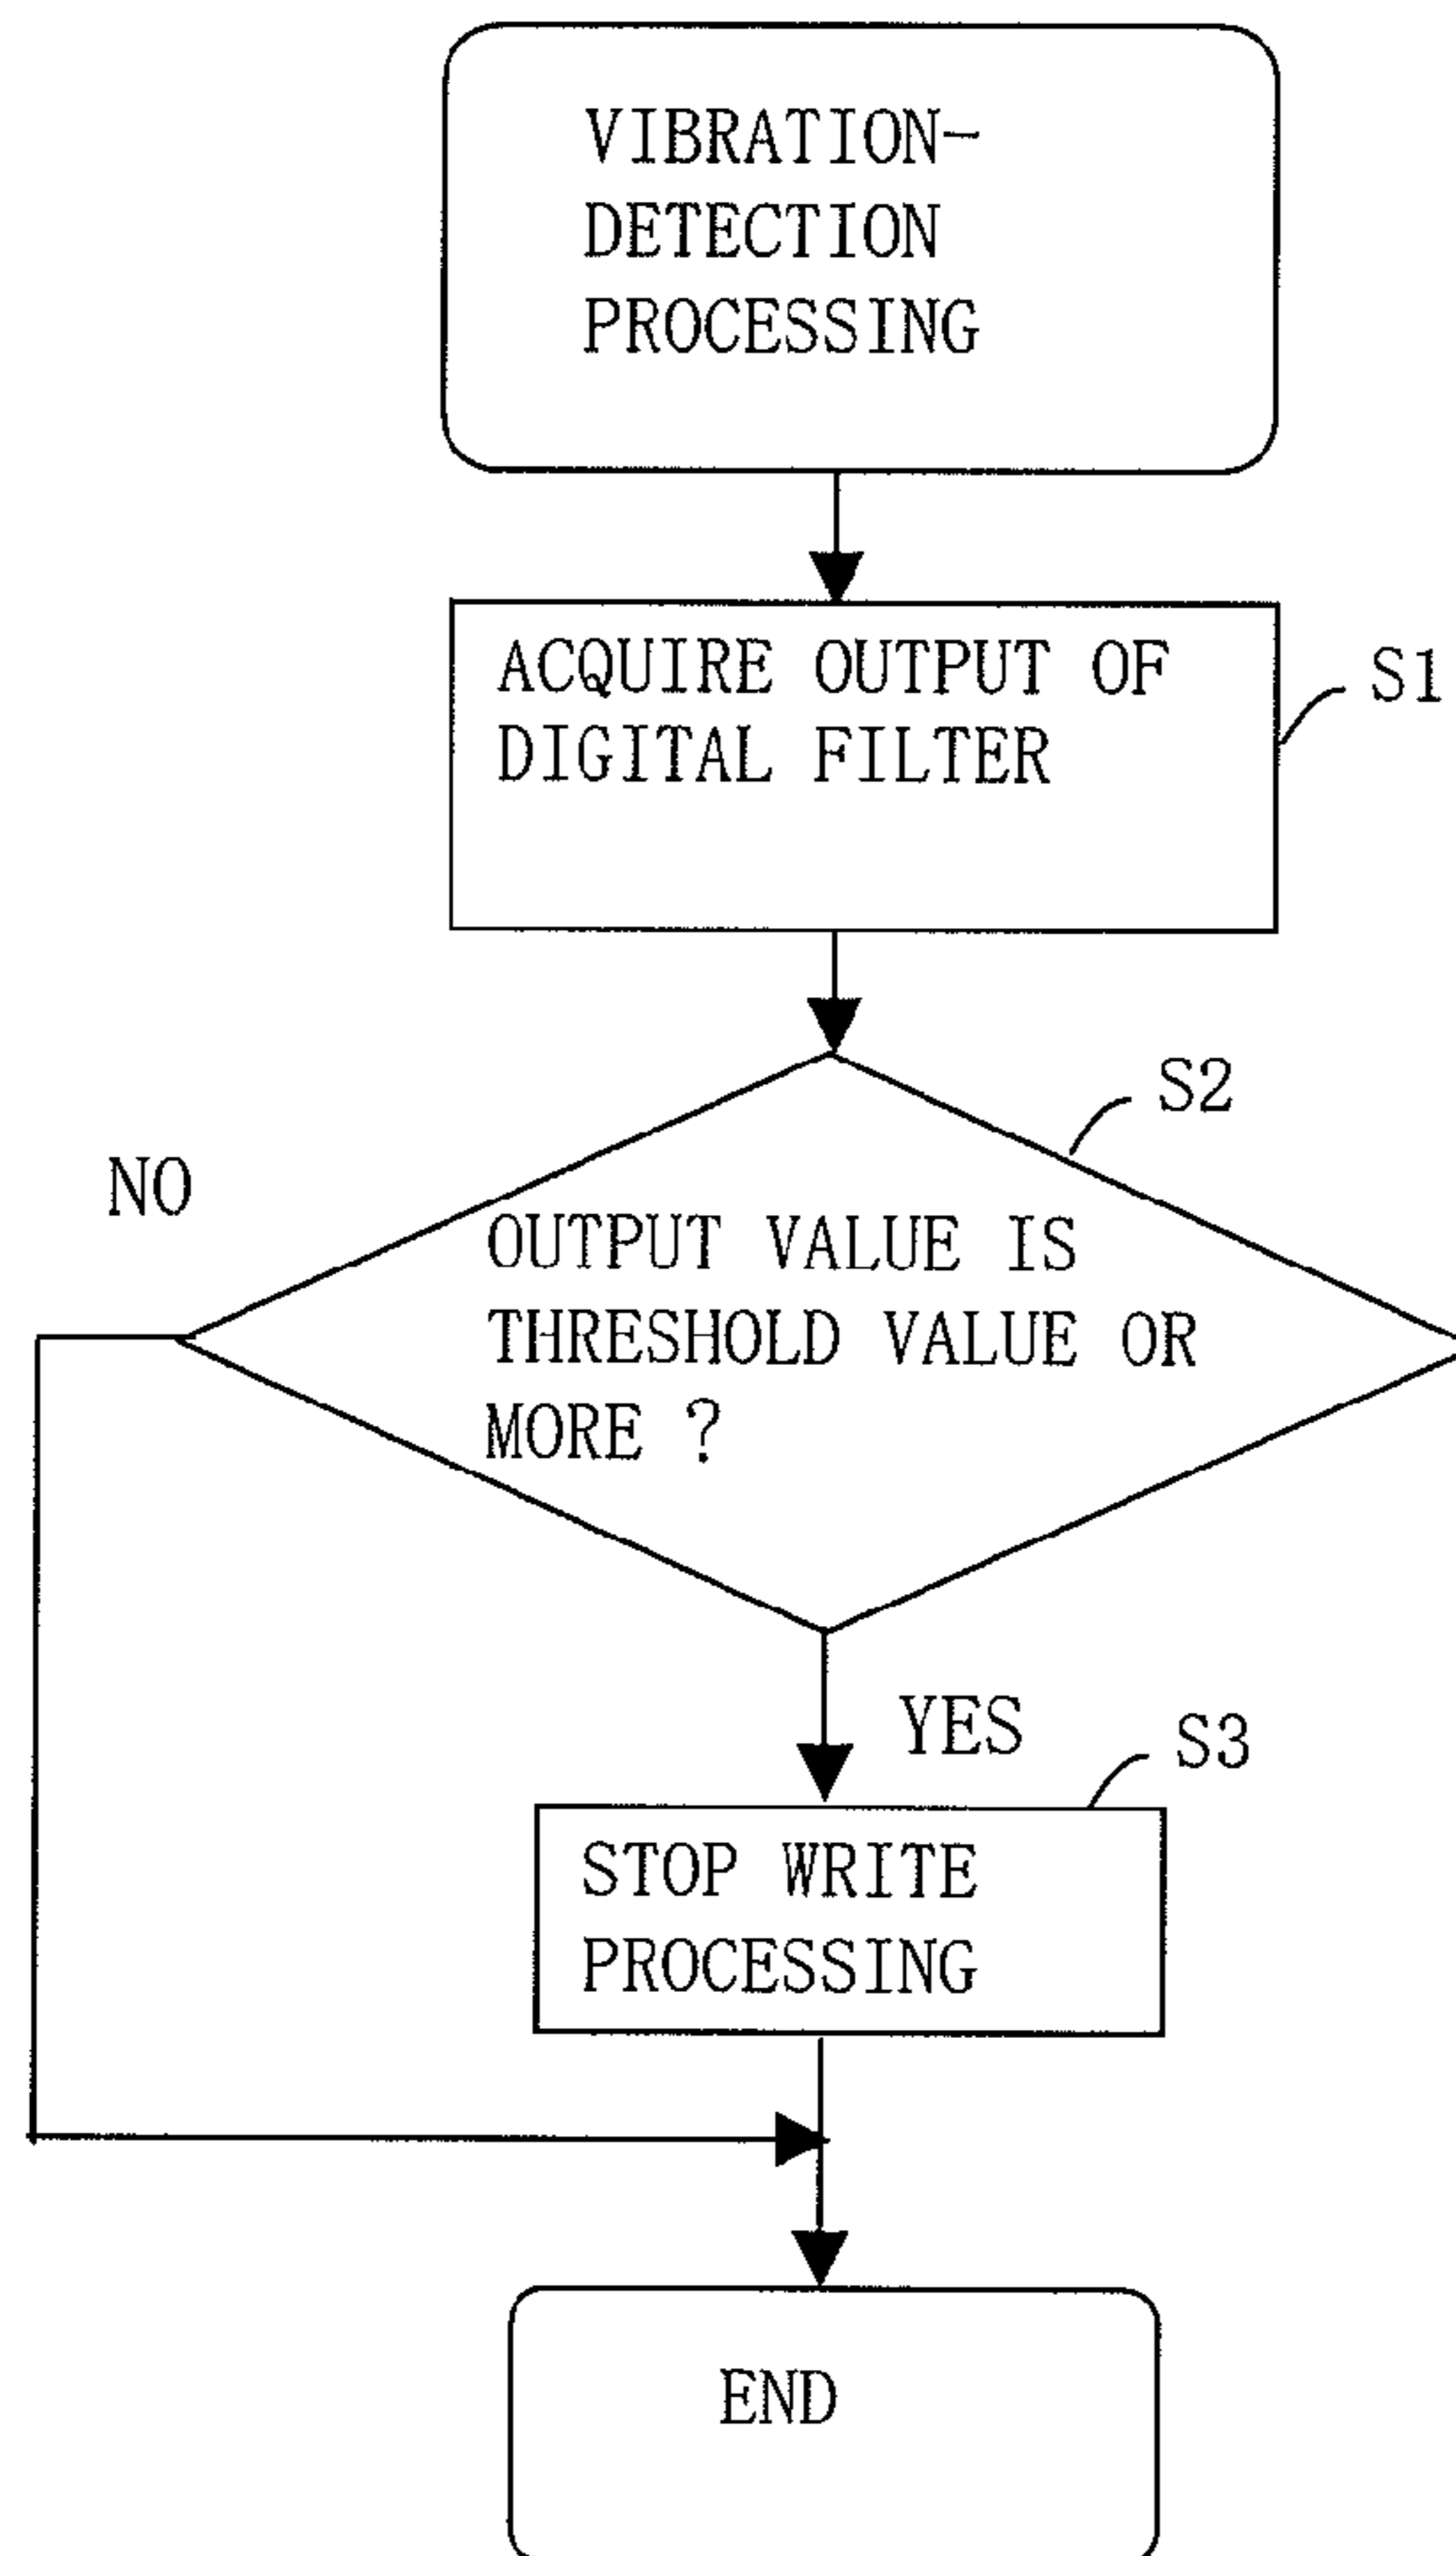 VIBRATION-
DETECTION
PROCESSING
ACQUIRE OUTPUT OF
DIGITAL FILTER
S1
S2
NO
OUTPUT VALUE IS
THRESHOLD VALUE OR
MORE ?
YES
S3
STOP WRITE
PROCESSING
END